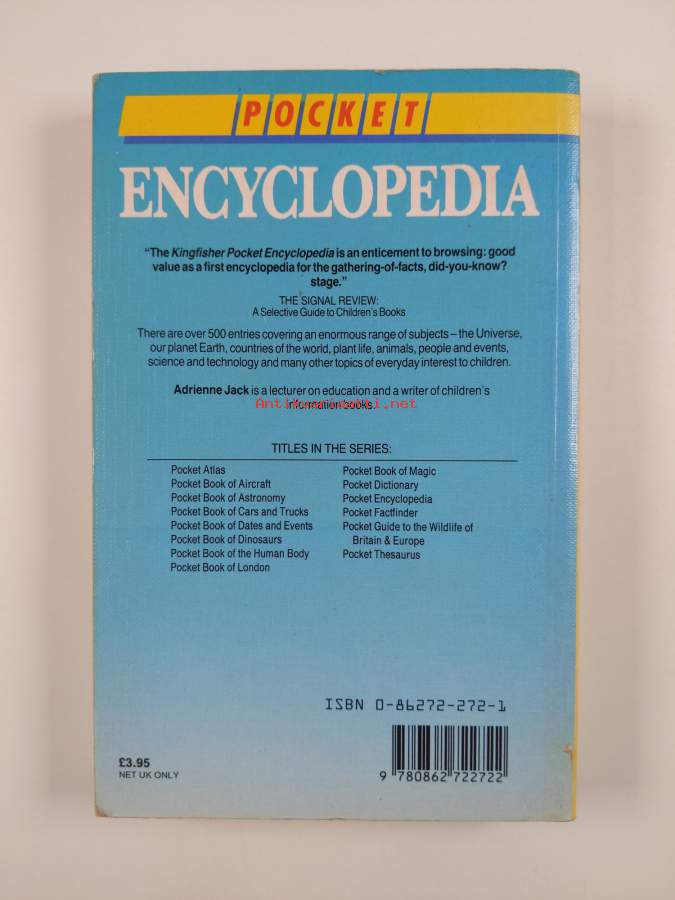 POCKET
ENCYCLOPEDIA
“The Kingfisher Pocket Encyclopedia is an enticement to browsing: good
value as a first encyclopedia for the gathering-of-facts, did-you-know?
stage.”
THE SIGNAL REVIEW:
A Selective Guide to Children's Books
There are over 500 entries covering an enormous range of subjects – the Universe,
our planet Earth, countries of the world, plant life, animals, people and events,
science and technology and many other topics of everyday interest to children.
Adrienne Jack is a lecturer on education and a writer of children's
information books.
Antikvariaatti.net
TITLES IN THE SERIES:
Pocket Atlas
Pocket Book of Aircraft
Pocket Book of Astronomy
Pocket Book of Cars and Trucks
Pocket Book of Dates and Events
Pocket Book of Dinosaurs
Pocket Book of the Human Body
Pocket Book of London
Pocket Book of Magic
Pocket Dictionary
Pocket Encyclopedia
Pocket Factfinder
Pocket Guide to the Wildlife of
Britain & Europe
Pocket Thesaurus
ISBN 0-86272-272-1
£3.95
NET UK ONLY
9 780862 722722